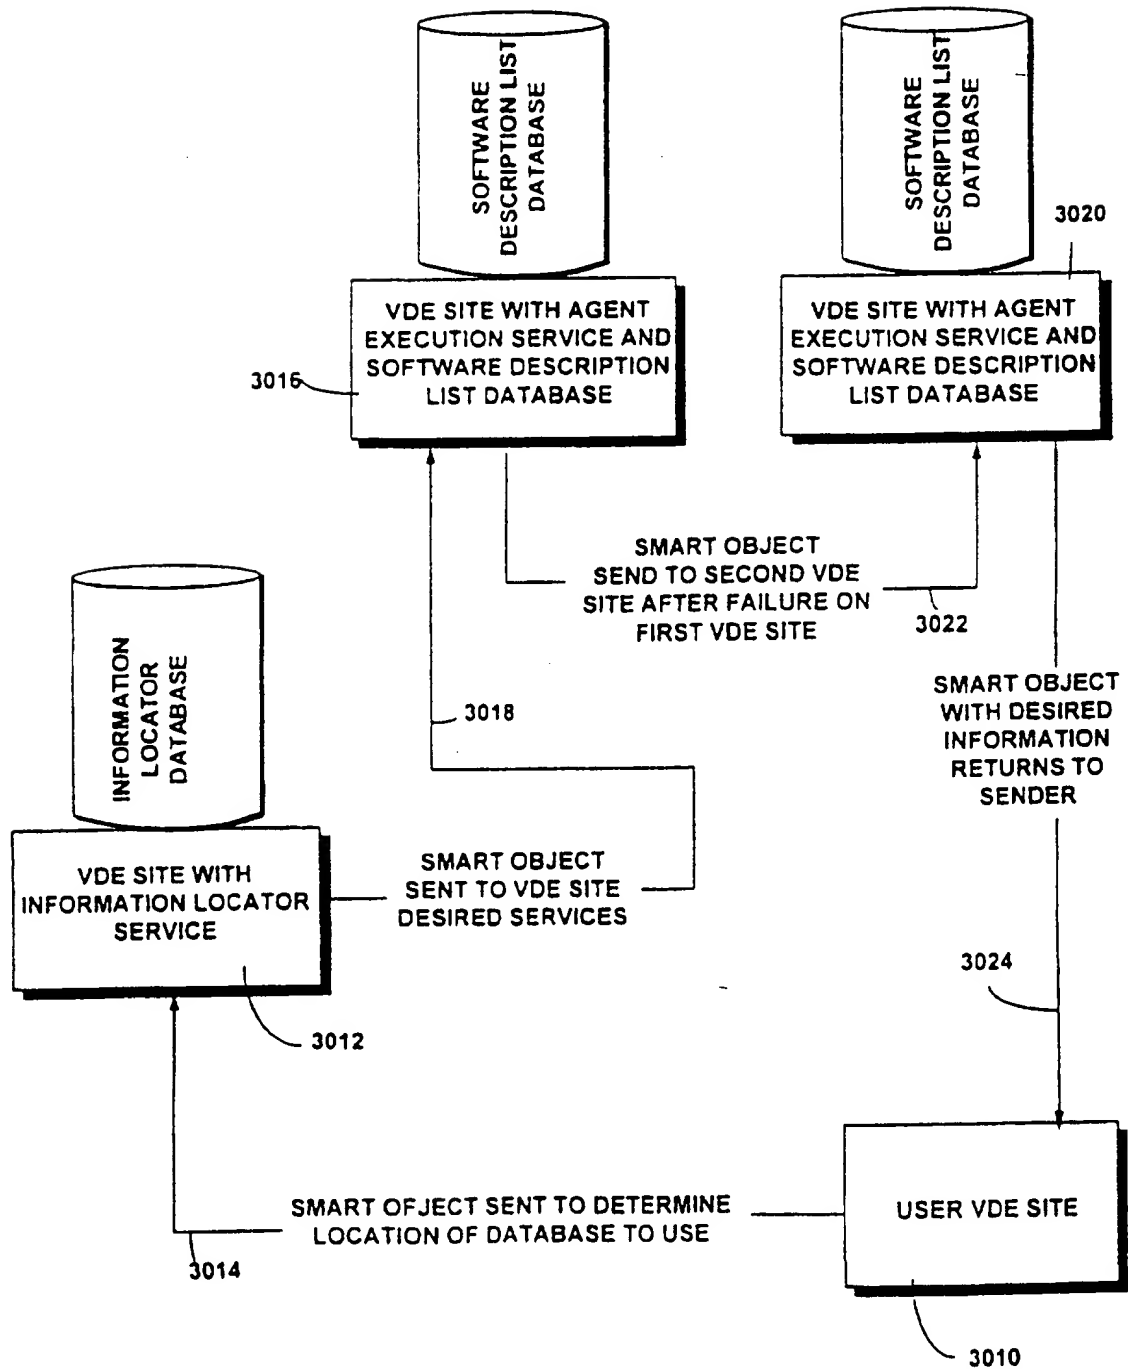 SOFTWARE
DESCRIPTION LIST
DATABASE
SOFTWARE
DESCRIPTION LIST
DATABASE
3020
VDE SITE WITH AGENT
EXECUTION SERVICE AND
SOFTWARE DESCRIPTION
LIST DATABASE
3016
VDE SITE WITH AGENT
EXECUTION SERVICE AND
SOFTWARE DESCRIPTION
LIST DATABASE
SMART OBJECT
SEND TO SECOND VDE
SITE AFTER FAILURE ON
FIRST VDE SITE
3022
INFORMATION
LOCATOR
DATABASE
3018
SMART OBJECT
WITH DESIRED
INFORMATION
RETURNS TO
SENDER
VDE SITE WITH
INFORMATION LOCATOR
SERVICE
SMART OBJECT
SENT TO VDE SITE
DESIRED SERVICES
3024
3012
SMART OFJECT SENT TO DETERMINE
LOCATION OF DATABASE TO USE
USER VDE SITE
3014
3010